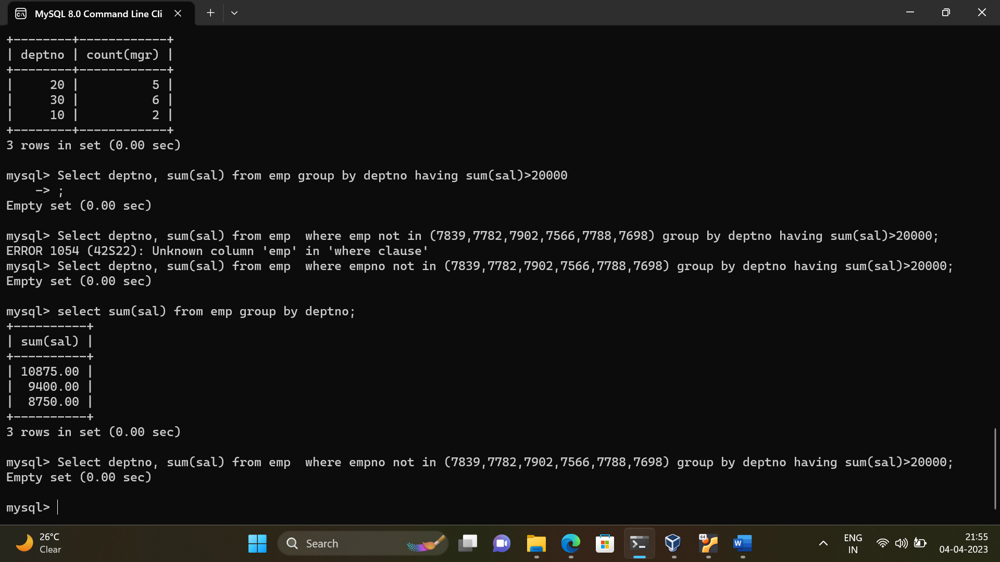 MySQL 8.0 Command Line Cli
+--------+------------+
| deptno | count(mgr) |
+--------+------------+
|     20 |          5 |
|     30 |          6 |
|     10 |          2 |
+--------+------------+
3 rows in set (0.00 sec)
mysql> Select deptno, sum(sal) from emp group by deptno having sum(sal)>20000
    -> ;
Empty set (0.00 sec)
mysql> Select deptno, sum(sal) from emp  where emp not in (7839,7782,7902,7566,7788,7698) group by deptno having sum(sal)>20000;
ERROR 1054 (42S22): Unknown column 'emp' in 'where clause'
mysql> Select deptno, sum(sal) from emp  where empno not in (7839,7782,7902,7566,7788,7698) group by deptno having sum(sal)>20000;
Empty set (0.00 sec)
mysql> select sum(sal) from emp group by deptno;
+----------+
| sum(sal) |
+----------+
| 10875.00 |
|  9400.00 |
|  8750.00 |
+----------+
3 rows in set (0.00 sec)
mysql> Select deptno, sum(sal) from emp  where empno not in (7839,7782,7902,7566,7788,7698) group by deptno having sum(sal)>20000;
Empty set (0.00 sec)
mysql>
26°C
Clear
Search
64
W
ENG
IN
21:55
04-04-2023